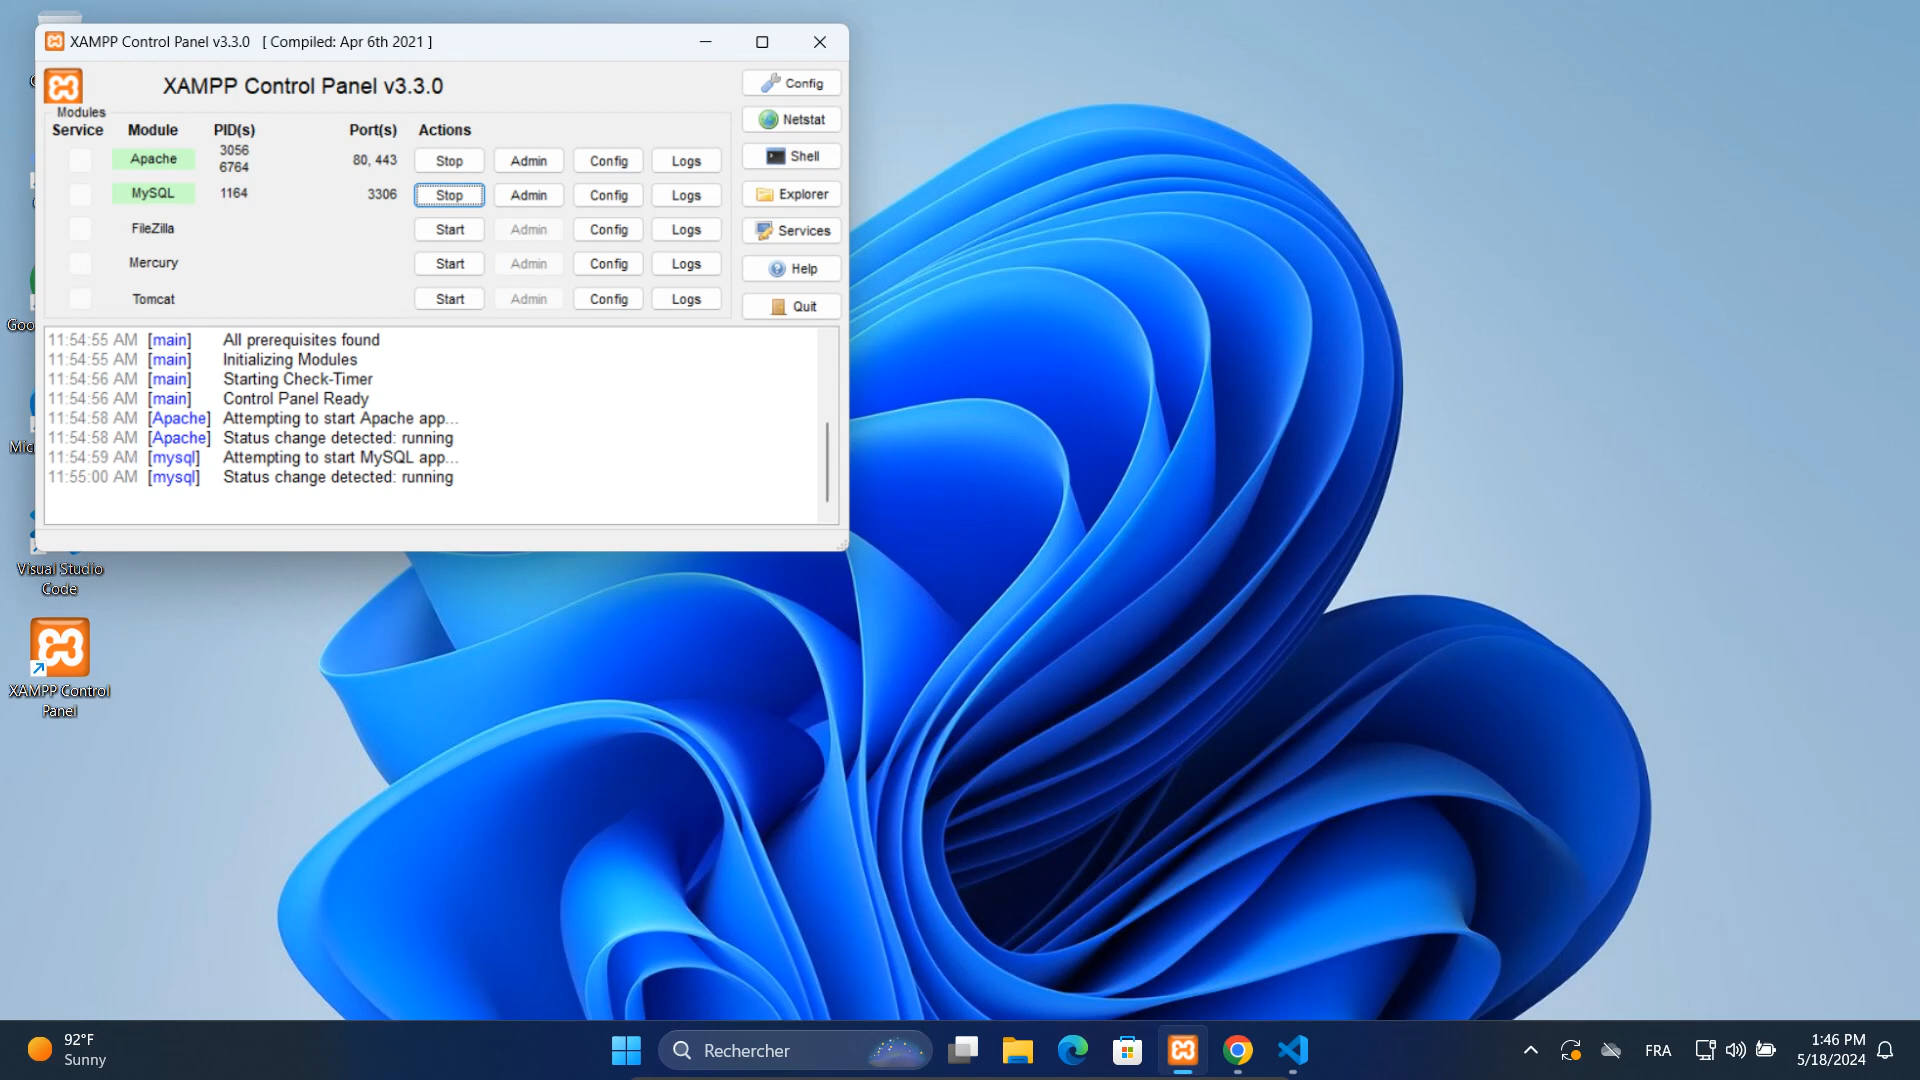 XAMPP Control Panel v3.3.0 [ Compiled: Apr 6th 2021 ]
XAMPP Control Panel v3.3.0
Config
Modules
Service Module PID(s) Port(s) Actions
Netstat
Apache 3056 6764 80, 443 Stop Admin Config Logs
Shell
MySQL 1164 3306 Stop Admin Config Logs
Explorer
FileZilla Start Admin Config Logs
Services
Mercury Start Admin Config Logs
Help
Tomcat Start Admin Config Logs
Quit
11:54:55 AM [main] All prerequisites found
11:54:55 AM [main] Initializing Modules
11:54:56 AM [main] Starting Check-Timer
11:54:56 AM [main] Control Panel Ready
11:54:58 AM [Apache] Attempting to start Apache app...
11:54:58 AM [Apache] Status change detected: running
11:54:59 AM [mysql] Attempting to start MySQL app...
11:55:00 AM [mysql] Status change detected: running
Goo
Mic
Visual Studio
Code
XAMPP Control
Panel
92°F
Sunny
Rechercher
FRA
1:46 PM
5/18/2024